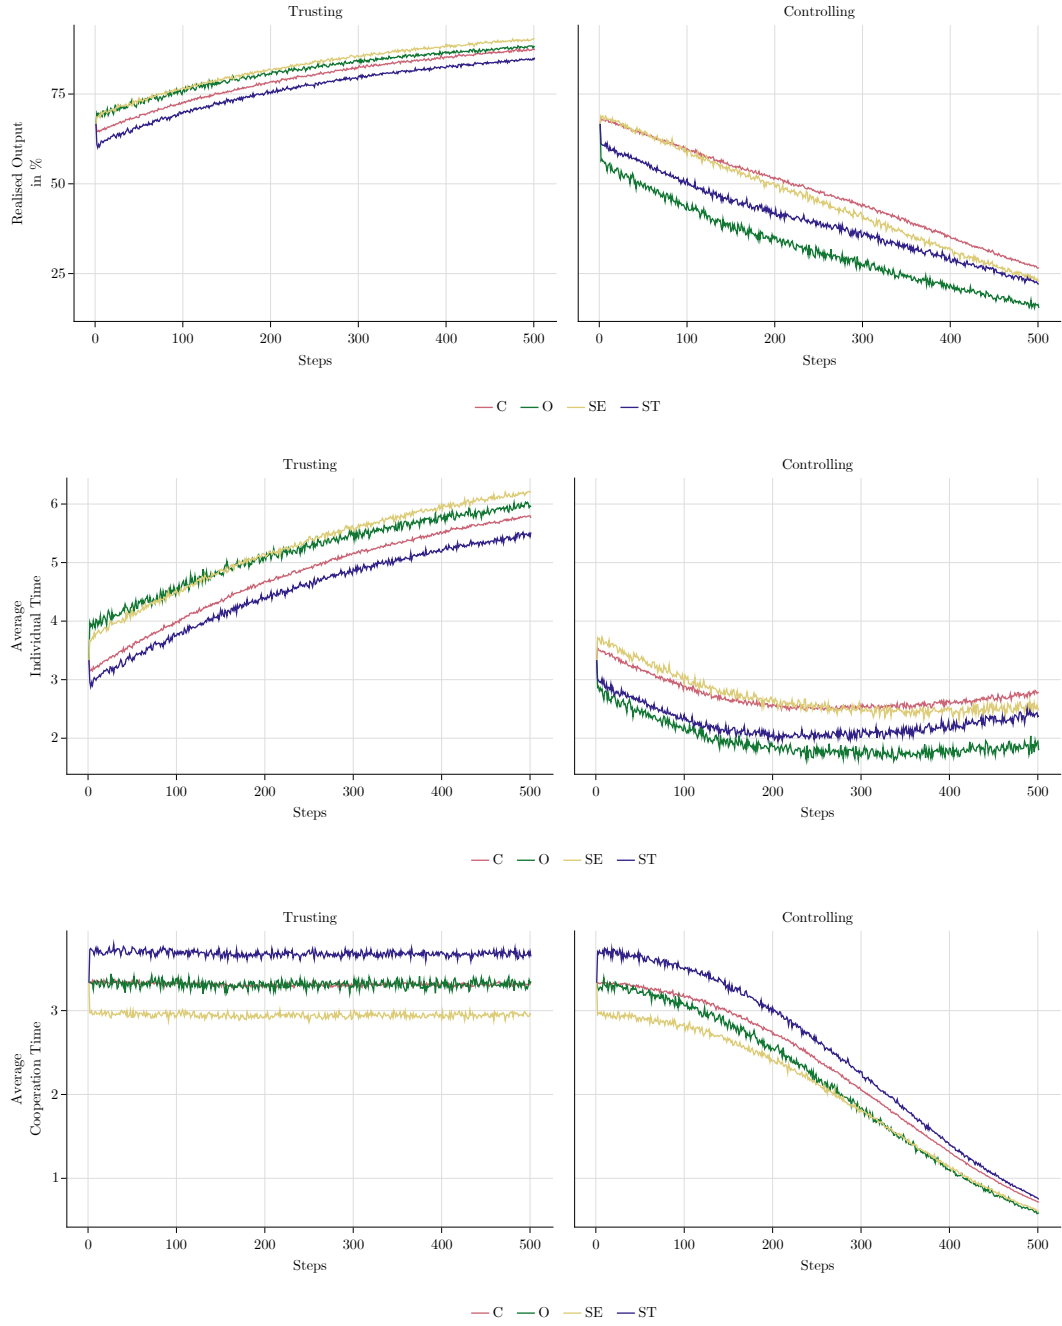 Trusting
Controlling
Realised Output
in %
75
50
25
0 100 200 300 400 500
0 100 200 300 400 500
Steps
Steps
C O SE ST
Trusting
Controlling
Average
Individual Time
6
5
4
3
2
0 100 200 300 400 500
0 100 200 300 400 500
Steps
Steps
C O SE ST
Trusting
Controlling
Average
Cooperation Time
3
2
1
0 100 200 300 400 500
0 100 200 300 400 500
Steps
Steps
C O SE ST